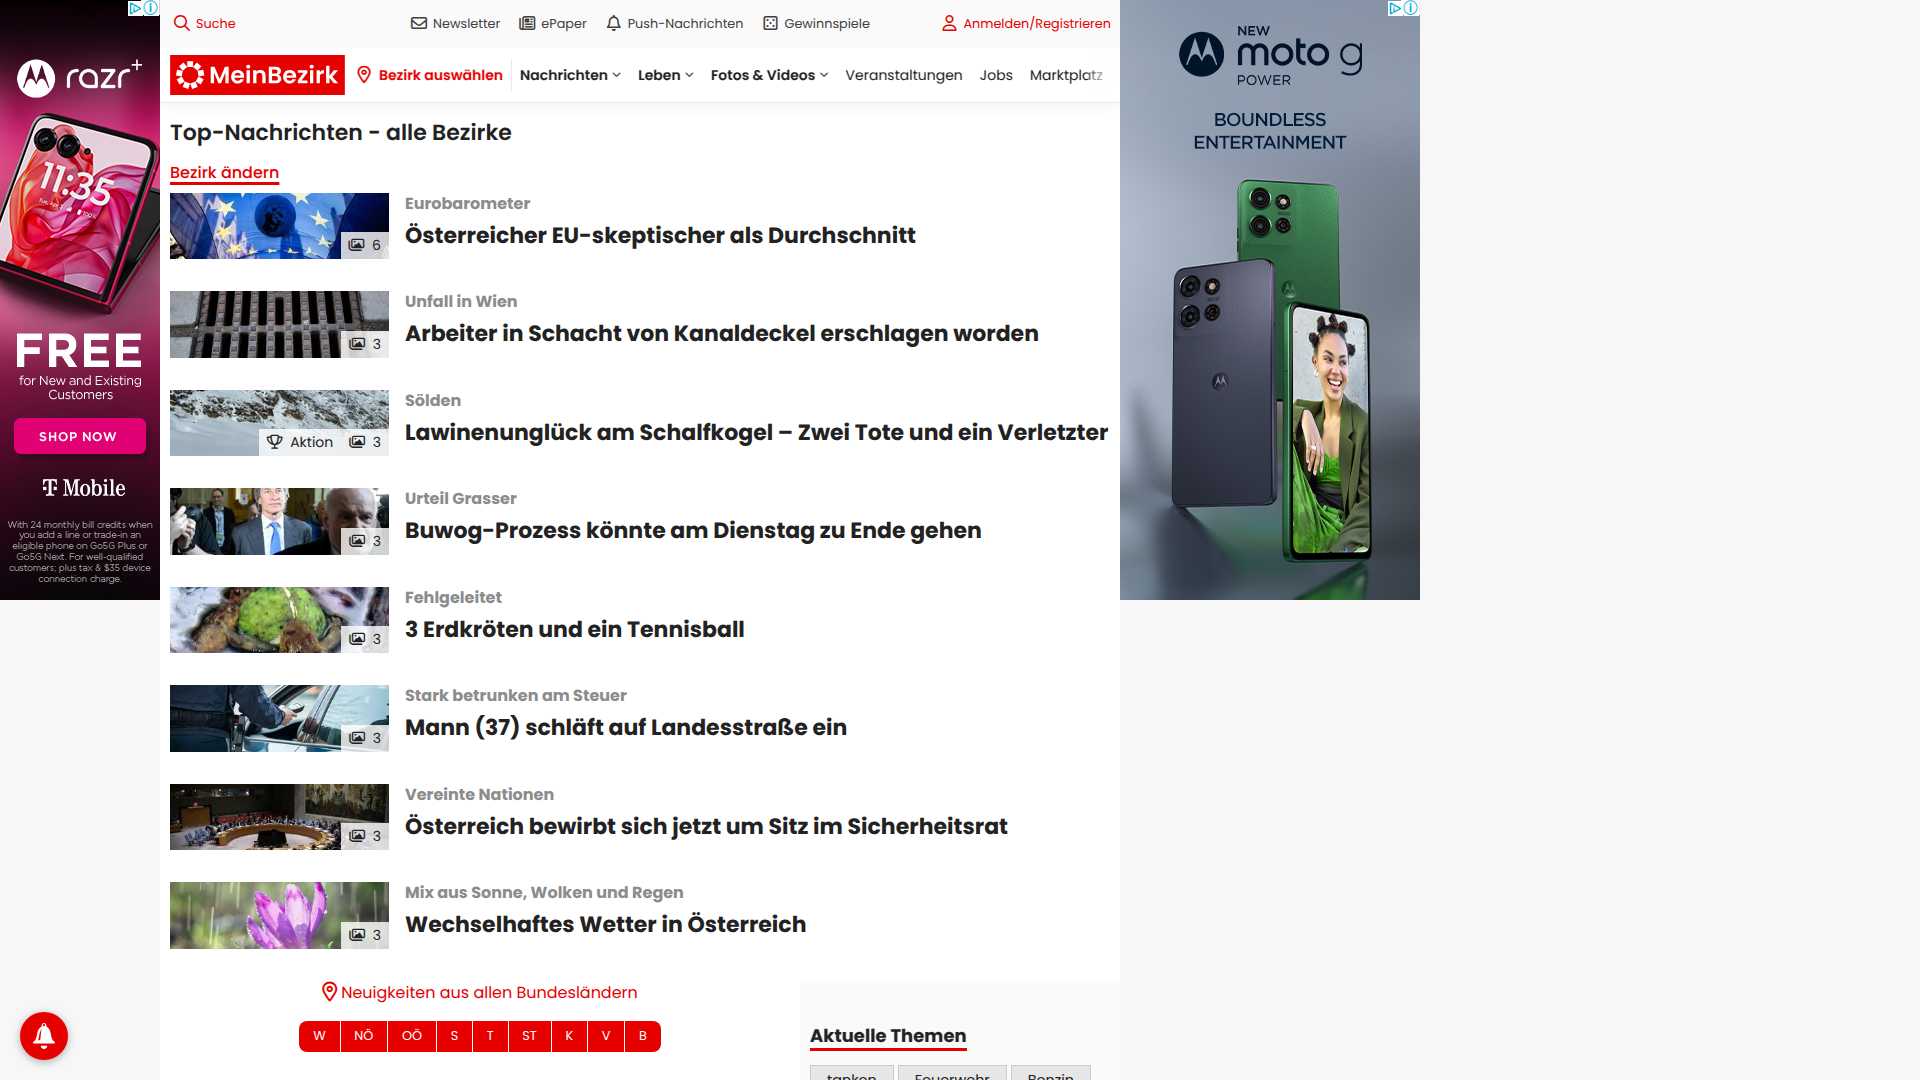 Suche
Newsletter
ePaper
Push-Nachrichten
Gewinnspiele
Anmelden/Registrieren
MeinBezirk
Bezirk auswählen
Nachrichten
Leben
Fotos & Videos
Veranstaltungen
Jobs
Marktplatz
Top-Nachrichten - alle Bezirke
Bezirk ändern
6
Eurobarometer
Österreicher EU-skeptischer als Durchschnitt
3
Unfall in Wien
Arbeiter in Schacht von Kanaldeckel erschlagen worden
Aktion
3
Sölden
Lawinenunglück am Schalfkogel – Zwei Tote und ein Verletzter
3
Urteil Grasser
Buwog-Prozess könnte am Dienstag zu Ende gehen
3
Fehlgeleitet
3 Erdkröten und ein Tennisball
3
Stark betrunken am Steuer
Mann (37) schläft auf Landesstraße ein
3
Vereinte Nationen
Österreich bewirbt sich jetzt um Sitz im Sicherheitsrat
3
Mix aus Sonne, Wolken und Regen
Wechselhaftes Wetter in Österreich
Neuigkeiten aus allen Bundesländern
W
NÖ
OÖ
S
T
ST
K
V
B
Aktuelle Themen
tanken
Feuerwehr
Benzin
razr+
11:35
FREE
for New and Existing
Customers
SHOP NOW
T Mobile
With 24 monthly bill credits when
you add a line or trade-in an
eligible phone on Go5G Plus or
Go5G Next. For well-qualified
customers; plus tax & $35 device
connection charge.
NEW
moto g
POWER
BOUNDLESS
ENTERTAINMENT